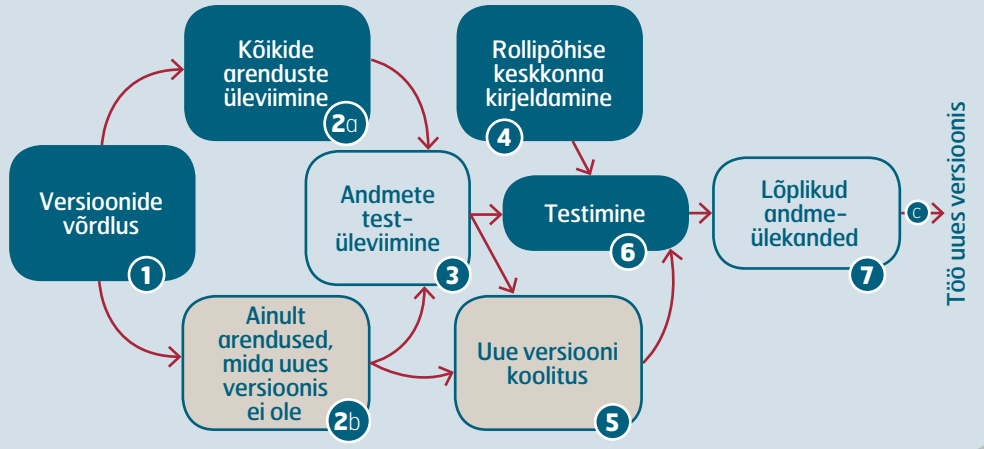 Versioonide
võrdlus
1
Kõikide
arenduste
üleviimine
2a
Ainult
arendused,
mida uues
versioonis
ei ole
2b
Andmete
test-
üleviimine
3
Rollipõhise
keskkonna
kirjeldamine
4
Uue versiooni
koolitus
5
Testimine
6
Lõplikud
andme-
ülekanded
7
C
Töö uues versioonis